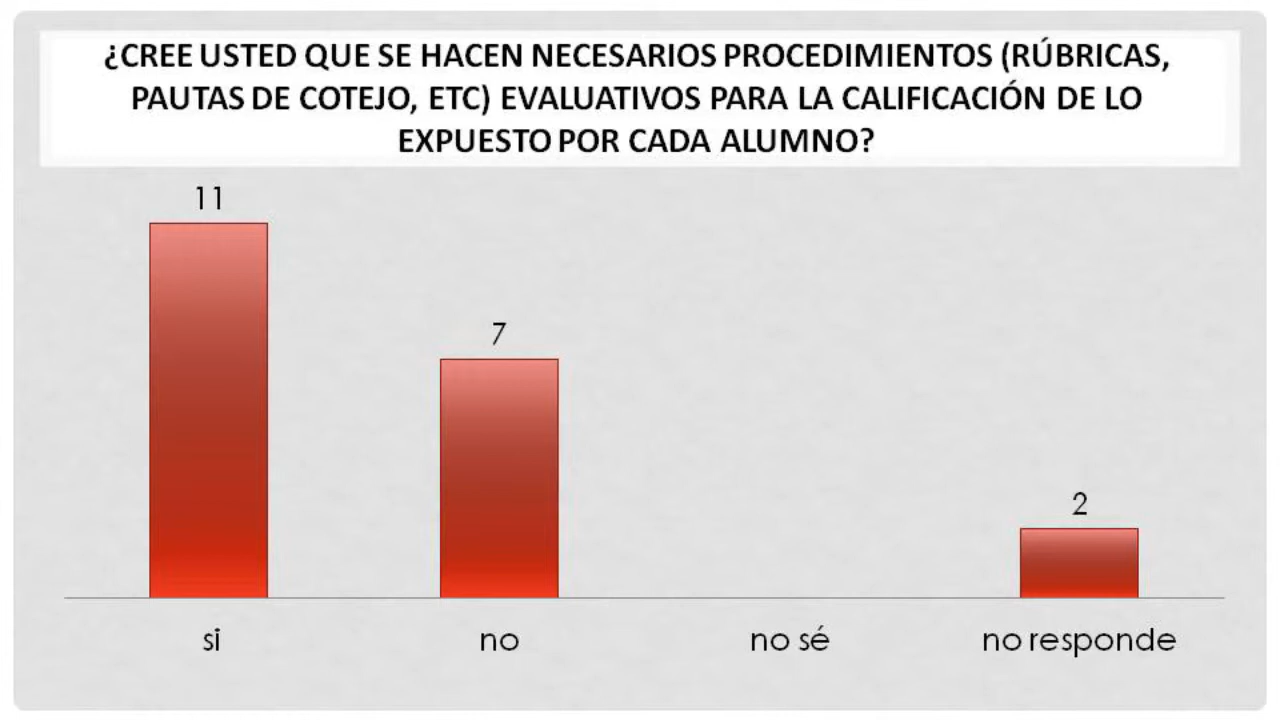 ¿CREE USTED QUE SE HACEN NECESARIOS PROCEDIMIENTOS (RÚBRICAS,
PAUTAS DE COTEJO, ETC) EVALUATIVOS PARA LA CALIFICACIÓN DE LO
EXPUESTO POR CADA ALUMNO?
11
7
2
si
no
no sé
no responde